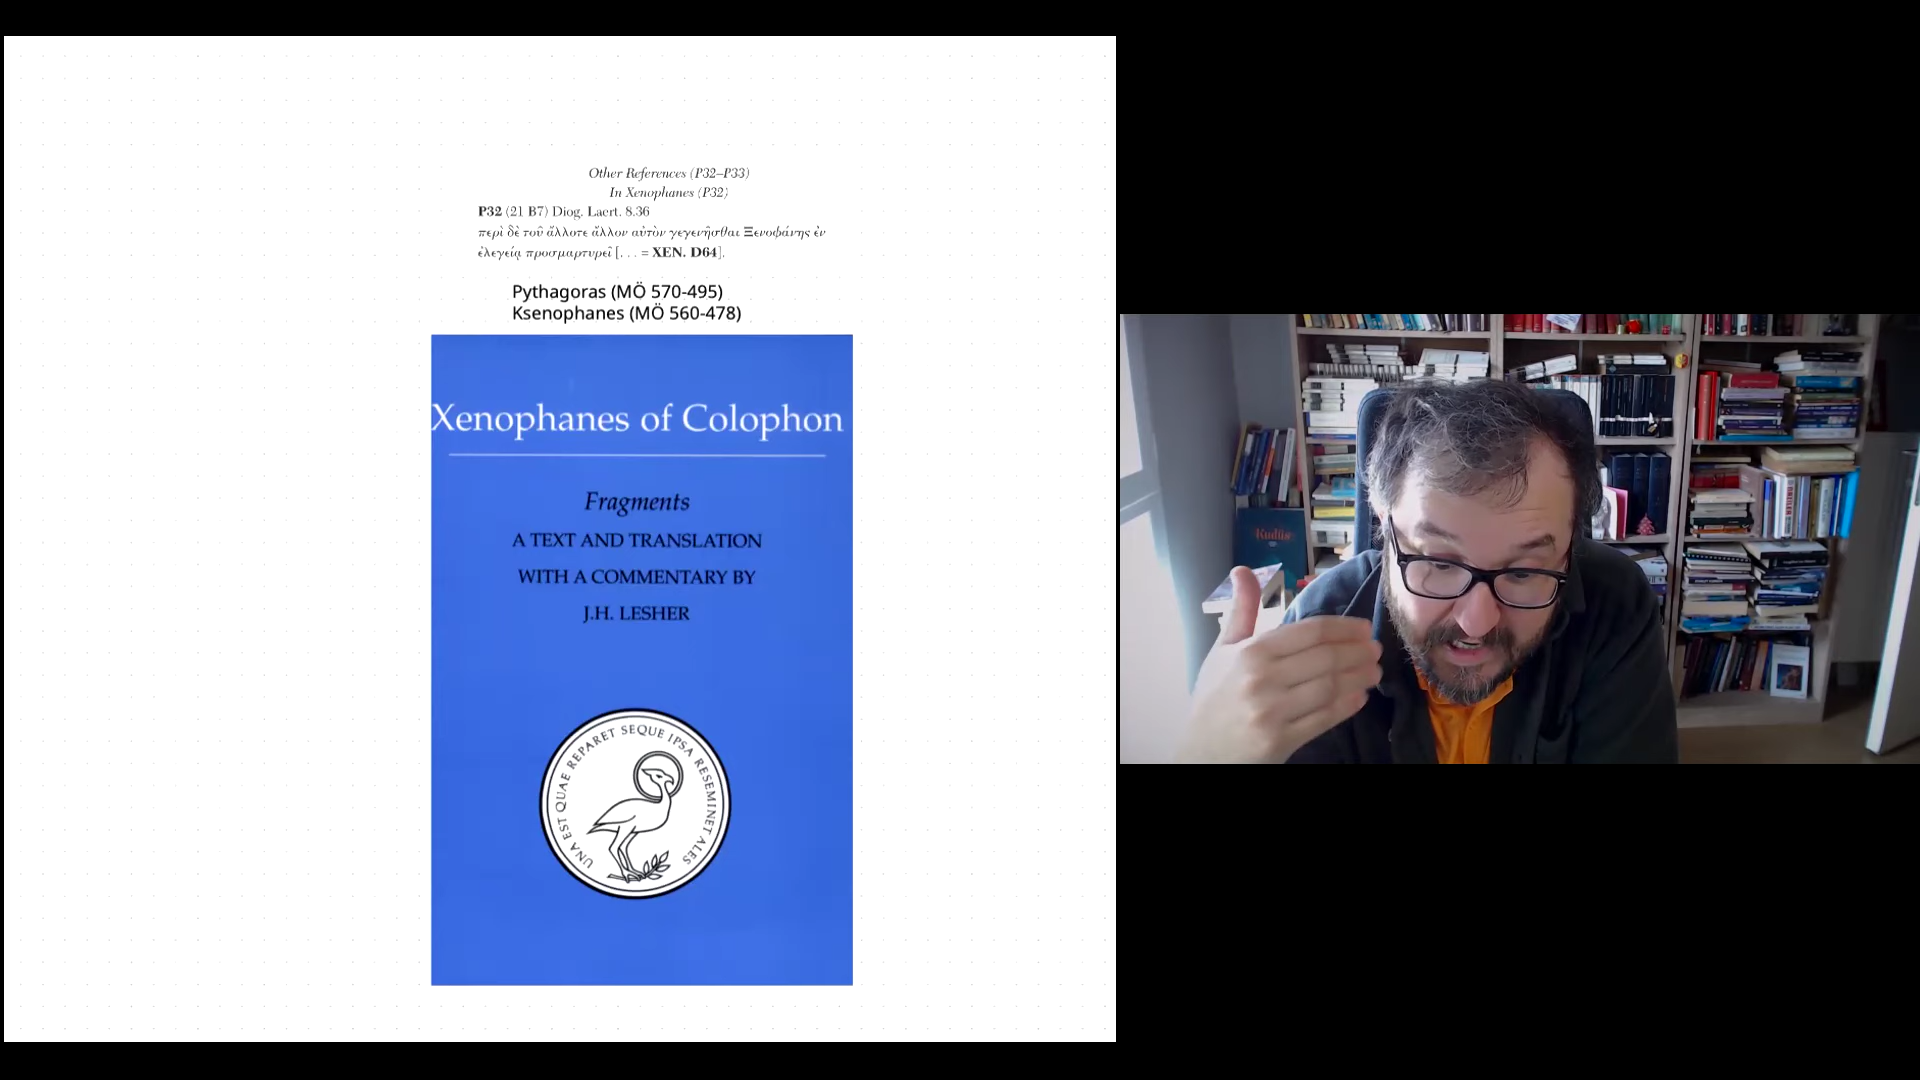 Other References (P32–P33)
In Xenophanes (P32)
P32 (21 B7) Diog. Laert. 8.36
περὶ δὲ τοῦ ἄλλοτε ἄλλον αὐτὸν γεγενῆσθαι Ξενοφάνης ἐν
ἐλεγείᾳ προσμαρτυρεῖ [. . . = XEN. D64].
Pythagoras (MÖ 570-495)
Ksenophanes (MÖ 560-478)
Xenophanes of Colophon
Fragments
A TEXT AND TRANSLATION
WITH A COMMENTARY BY
J.H. LESHER
UNA EST QUAE REPARET SEQUE IPSA RESEMINET ALES
Kudüs